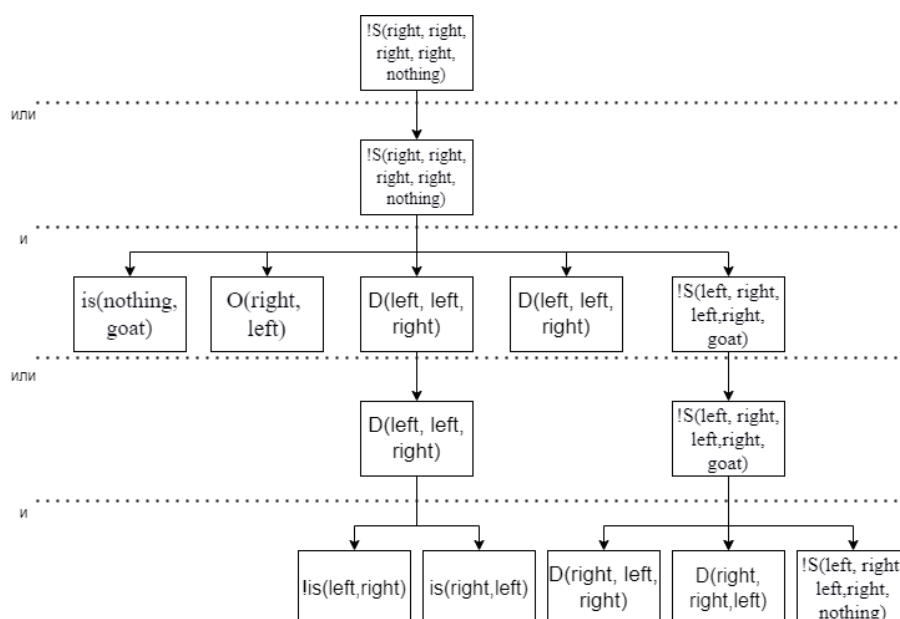 !S(right, right,
right, right,
nothing)
или
!S(right, right,
right, right,
nothing)
и
is(nothing,
goat)
O(right,
left)
D(left, left,
right)
D(left, left,
right)
!S(left, right,
left,right,
goat)
или
D(left, left,
right)
!S(left, right,
left,right,
goat)
и
!is(left,right)
is(right,left)
D(right, left,
right)
D(right,
right,left)
!S(left, right
left,right,
nothing)